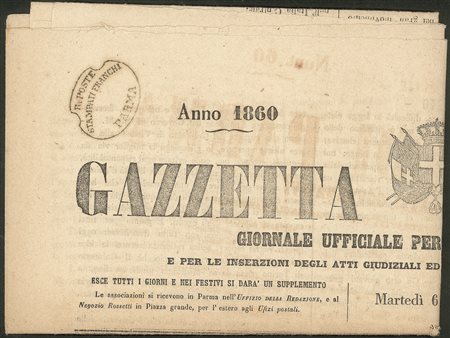 R. POSTE
STAMPATI FRANCHI
PARMA
Anno 1860
GAZZETTA
GIORNALE UFFICIALE PER
E PER LE INSERZIONI DEGLI ATTI GIUDIZIALI ED
ESCE TUTTI I GIORNI E NEI FESTIVI SI DARA' UN SUPPLEMENTO
Le associazioni si ricevono in Parma nell'UFFIZIO DELLA REDAZIONE, e al
Negozio Rossetti in Piazza grande, per l'estero agli Ufizi postali.
Martedì 6